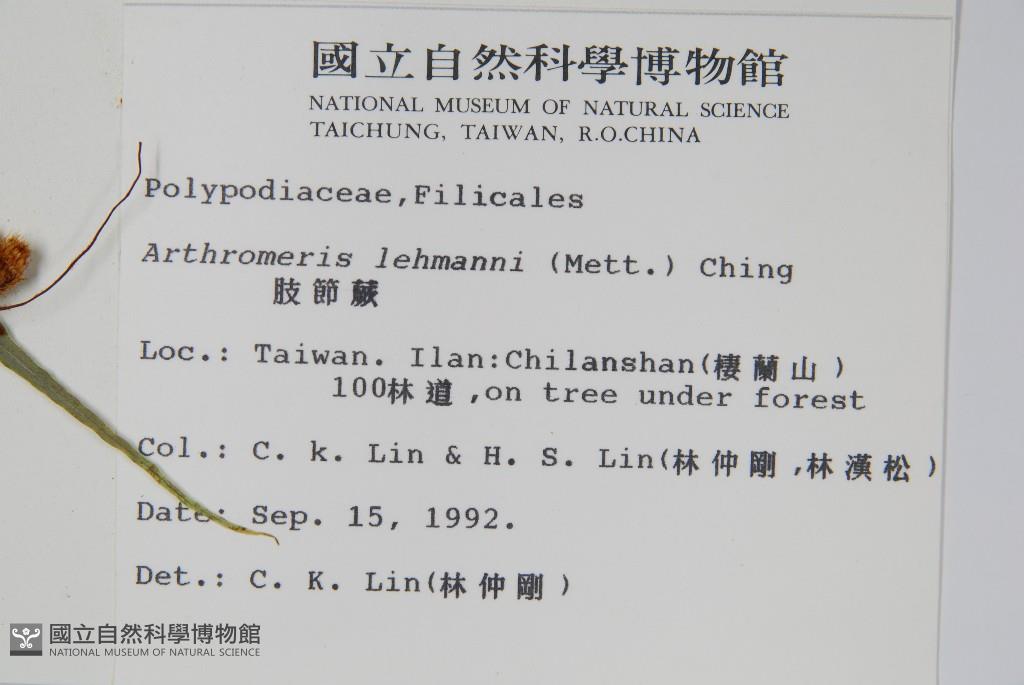 國立自然科學博物館
NATIONAL MUSEUM OF NATURAL SCIENCE
TAICHUNG, TAIWAN, R.O.CHINA
Polypodiaceae,Filicales
Arthromeris lehmanni (Mett.) Ching
肢節蕨
Loc.: Taiwan. Ilan:Chilanshan(棲蘭山)
100林道,on tree under forest
Col.: C. k. Lin & H. S. Lin(林仲剛,林漢松)
Date: Sep. 15, 1992.
Det.: C. K. Lin(林仲剛)
國立自然科學博物館
NATIONAL MUSEUM OF NATURAL SCIENCE